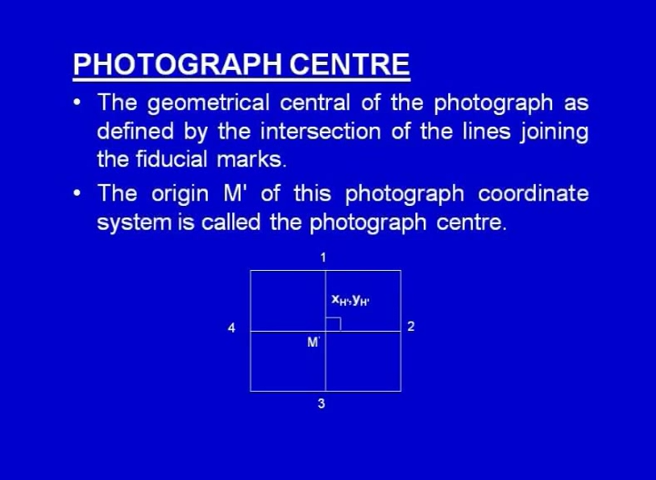 PHOTOGRAPH CENTRE
• The geometrical central of the photograph as
defined by the intersection of the lines joining
the fiducial marks.
• The origin M' of this photograph coordinate
system is called the photograph centre.
1
xH',yH'
4
2
M'
3